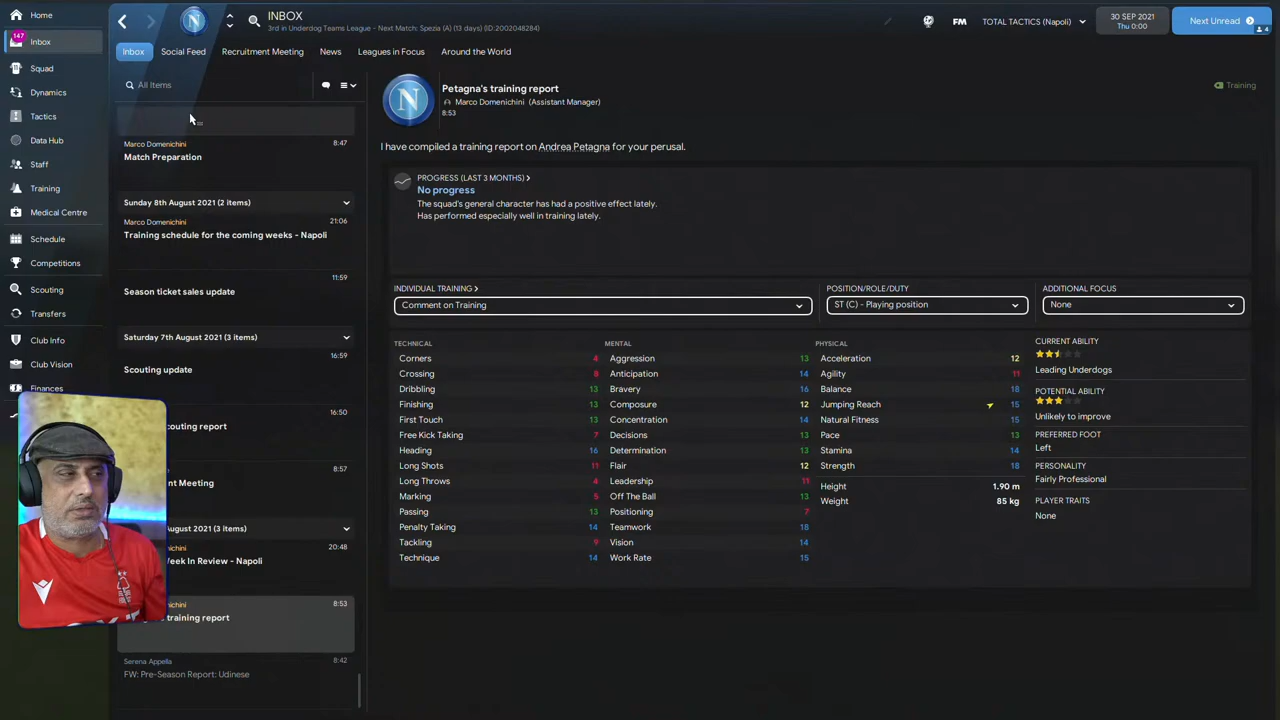 Home
147
Inbox
Squad
Dynamics
Tactics
Data Hub
Staff
Training
Medical Centre
Schedule
Competitions
Scouting
Transfers
Club Info
Club Vision
Finances
INBOX
3rd in Underdog Teams League - Next Match: Spezia (A) (13 days) (ID:2002048284)
FM
TOTAL TACTICS (Napoli)
30 SEP 2021
Thu 0:00
Next Unread
4
Inbox
Social Feed
Recruitment Meeting
News
Leagues in Focus
Around the World
All Items
Marco Domenichini
8:47
Match Preparation
Sunday 8th August 2021 (2 items)
Marco Domenichini
21:06
Training schedule for the coming weeks - Napoli
11:59
Season ticket sales update
Saturday 7th August 2021 (3 items)
16:59
Scouting update
16:50
scouting report
8:57
nt Meeting
August 2021 (3 items)
nichini
20:48
Week In Review - Napoli
nichini
8:53
training report
Serena Appella
8:42
FW: Pre-Season Report: Udinese
N
Petagna's training report
Marco Domenichini (Assistant Manager)
8:53
Training
I have compiled a training report on Andrea Petagna for your perusal.
PROGRESS (LAST 3 MONTHS)
No progress
The squad's general character has had a positive effect lately.
Has performed especially well in training lately.
INDIVIDUAL TRAINING
Comment on Training
POSITION/ROLE/DUTY
ST (C) - Playing position
ADDITIONAL FOCUS
None
TECHNICAL
Corners 4
Crossing 8
Dribbling 13
Finishing 13
First Touch 13
Free Kick Taking 7
Heading 16
Long Shots 11
Long Throws 4
Marking 5
Passing 13
Penalty Taking 14
Tackling 9
Technique 14
MENTAL
Aggression 13
Anticipation 14
Bravery 16
Composure 12
Concentration 14
Decisions 13
Determination 13
Flair 12
Leadership 11
Off The Ball 13
Positioning 7
Teamwork 18
Vision 14
Work Rate 15
PHYSICAL
Acceleration 12
Agility 11
Balance 18
Jumping Reach 15
Natural Fitness 15
Pace 13
Stamina 14
Strength 18
Height 1.90 m
Weight 85 kg
CURRENT ABILITY
Leading Underdogs
POTENTIAL ABILITY
Unlikely to improve
PREFERRED FOOT
Left
PERSONALITY
Fairly Professional
PLAYER TRAITS
None